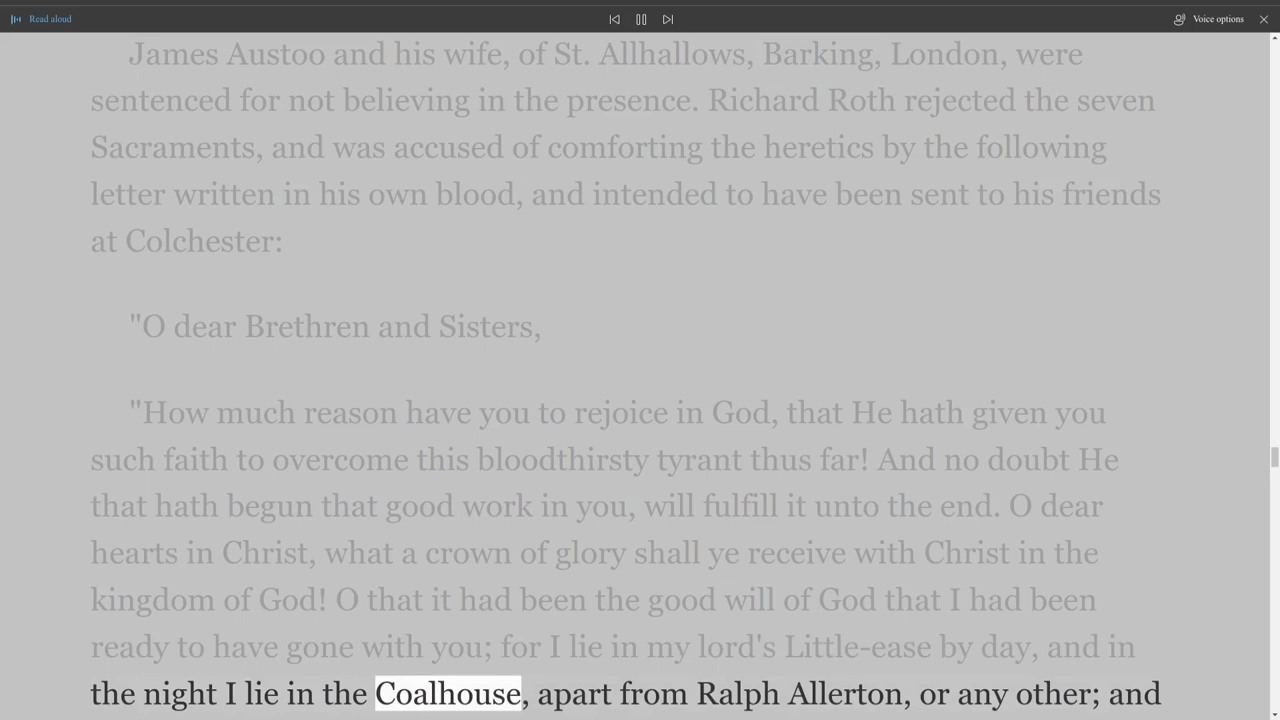 Read aloud
Voice options
James Austoo and his wife, of St. Allhallows, Barking, London, were
sentenced for not believing in the presence. Richard Roth rejected the seven
Sacraments, and was accused of comforting the heretics by the following
letter written in his own blood, and intended to have been sent to his friends
at Colchester:
"O dear Brethren and Sisters,
"How much reason have you to rejoice in God, that He hath given you
such faith to overcome this bloodthirsty tyrant thus far! And no doubt He
that hath begun that good work in you, will fulfill it unto the end. O dear
hearts in Christ, what a crown of glory shall ye receive with Christ in the
kingdom of God! O that it had been the good will of God that I had been
ready to have gone with you; for I lie in my lord's Little-ease by day, and in
the night I lie in the Coalhouse, apart from Ralph Allerton, or any other; and